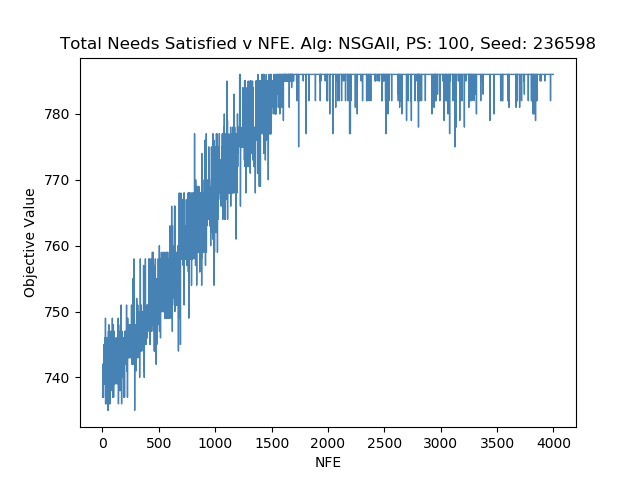 Total Needs Satisfied v NFE. Alg: NSGAII, PS: 100, Seed: 236598
Objective Value
780
770
760
750
740
0 500 1000 1500 2000 2500 3000 3500 4000
NFE